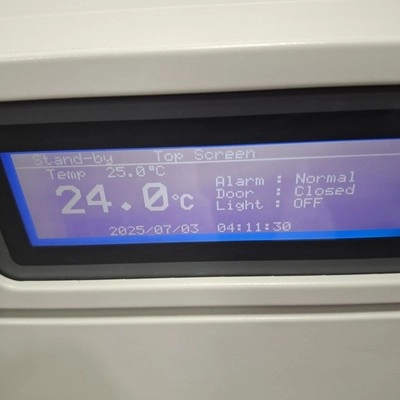 Stand-by Top Screen
Temp 25.0°C
24.0°C
Alarm : Normal
Door : Closed
Light : OFF
2025/07/03 04:11:30